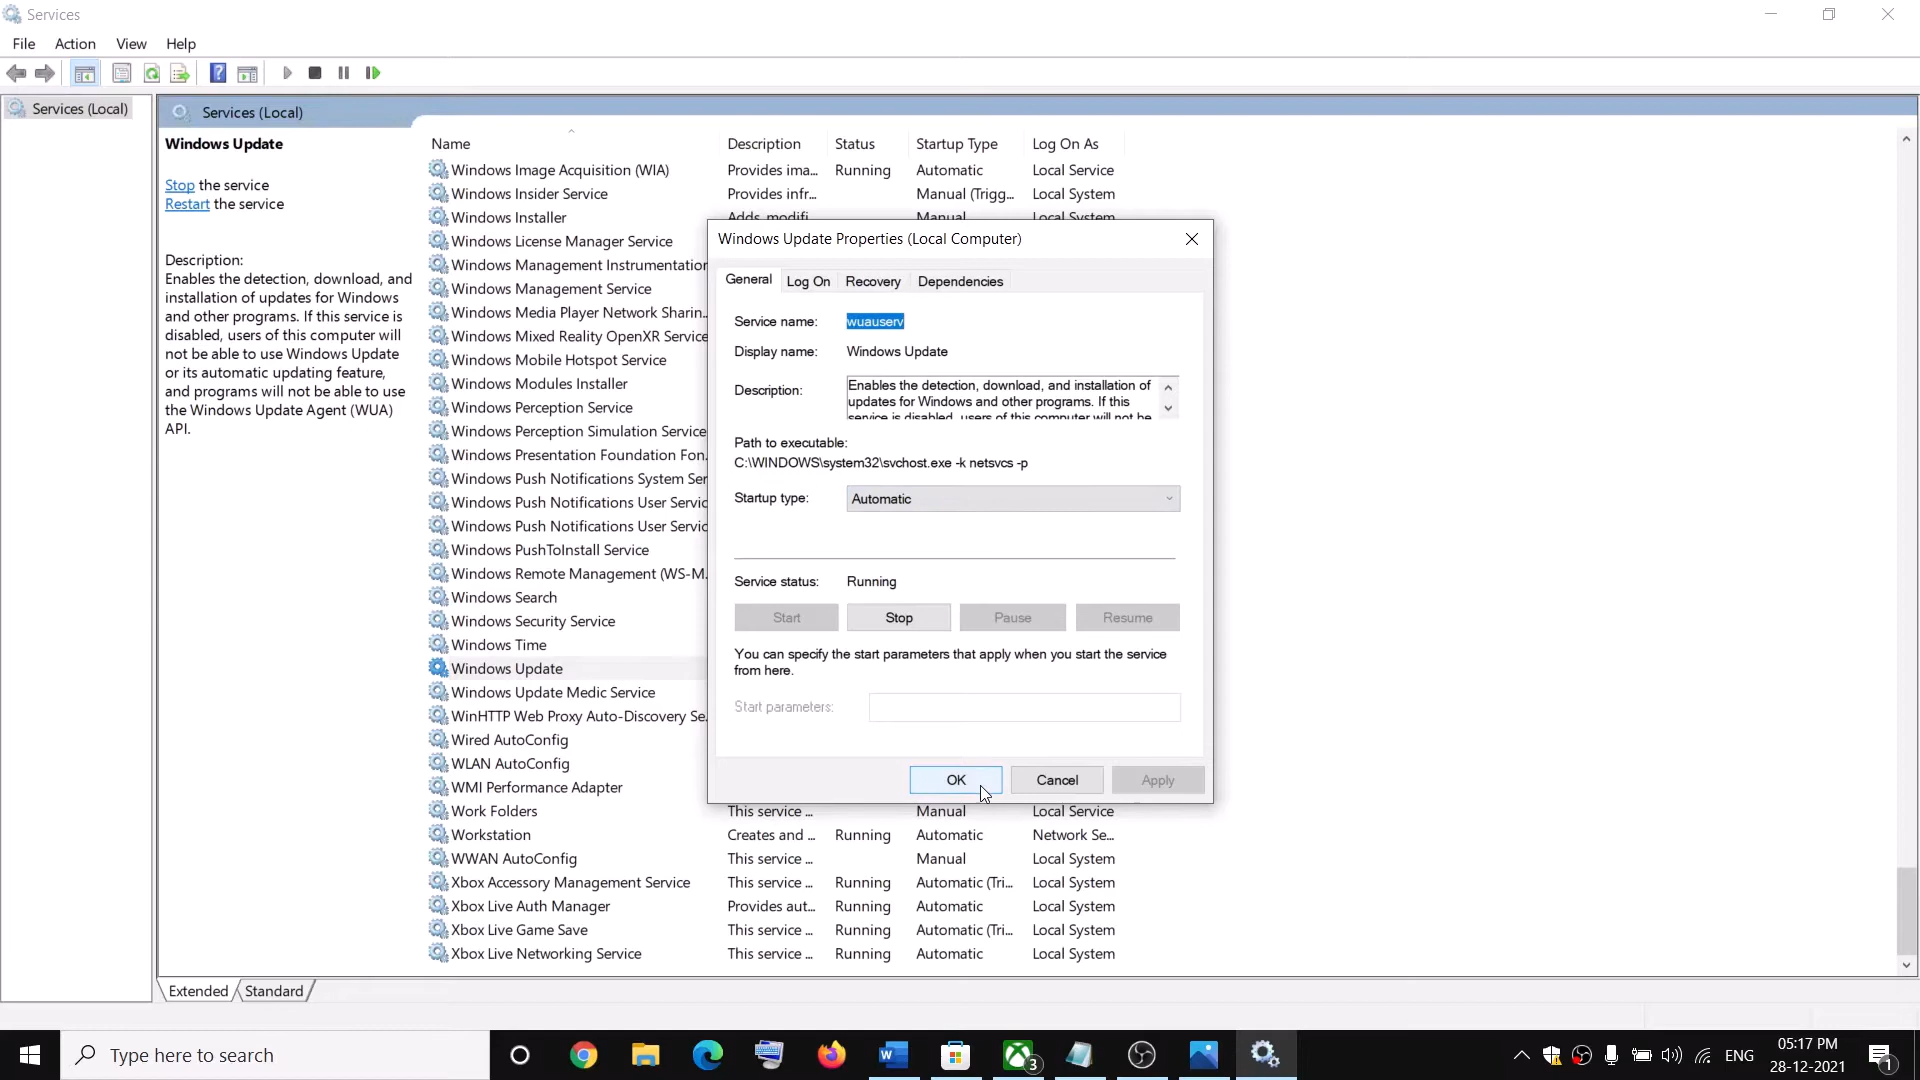 Services
File Action View Help
Services (Local)
Services (Local)
Windows Update
Stop the service
Restart the service
Description:
Enables the detection, download, and
installation of updates for Windows
and other programs. If this service is
disabled, users of this computer will
not be able to use Windows Update
or its automatic updating feature,
and programs will not be able to use
the Windows Update Agent (WUA)
API.
Name Description Status Startup Type Log On As
Windows Image Acquisition (WIA) Provides ima... Running Automatic Local Service
Windows Insider Service Provides infr... Manual (Trigg... Local System
Windows Installer Adds, modifi... Manual Local System
Windows License Manager Service
Windows Management Instrumentation
Windows Management Service
Windows Media Player Network Sharin...
Windows Mixed Reality OpenXR Service
Windows Mobile Hotspot Service
Windows Modules Installer
Windows Perception Service
Windows Perception Simulation Service
Windows Presentation Foundation Fon...
Windows Push Notifications System Ser
Windows Push Notifications User Servic
Windows Push Notifications User Servic
Windows PushToInstall Service
Windows Remote Management (WS-M...
Windows Search
Windows Security Service
Windows Time
Windows Update
Windows Update Medic Service
WinHTTP Web Proxy Auto-Discovery Se...
Wired AutoConfig
WLAN AutoConfig
WMI Performance Adapter
Work Folders This service ... Manual Local Service
Workstation Creates and ... Running Automatic Network Se...
WWAN AutoConfig This service ... Manual Local System
Xbox Accessory Management Service This service ... Running Automatic (Tri... Local System
Xbox Live Auth Manager Provides aut... Running Automatic Local System
Xbox Live Game Save This service ... Running Automatic (Tri... Local System
Xbox Live Networking Service This service ... Running Automatic Local System
Windows Update Properties (Local Computer)
General Log On Recovery Dependencies
Service name: wuauserv
Display name: Windows Update
Description: Enables the detection, download, and installation of
updates for Windows and other programs. If this
service is disabled, users of this computer will not be
Path to executable:
C:\WINDOWS\system32\svchost.exe -k netsvcs -p
Startup type: Automatic
Service status: Running
Start Stop Pause Resume
You can specify the start parameters that apply when you start the service
from here.
Start parameters:
OK Cancel Apply
Extended Standard
Type here to search
3
ENG
05:17 PM
28-12-2021
1